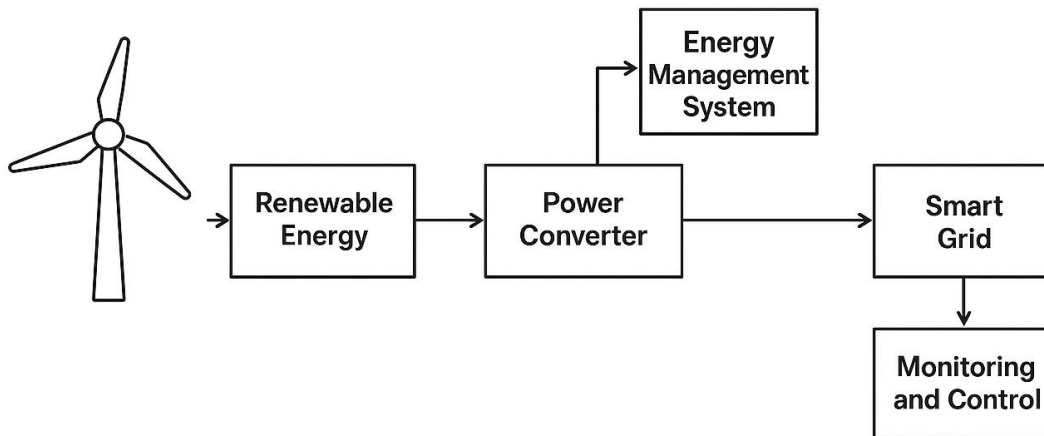 Energy
Management
System
Renewable
Energy
Power
Converter
Smart
Grid
Monitoring
and Control